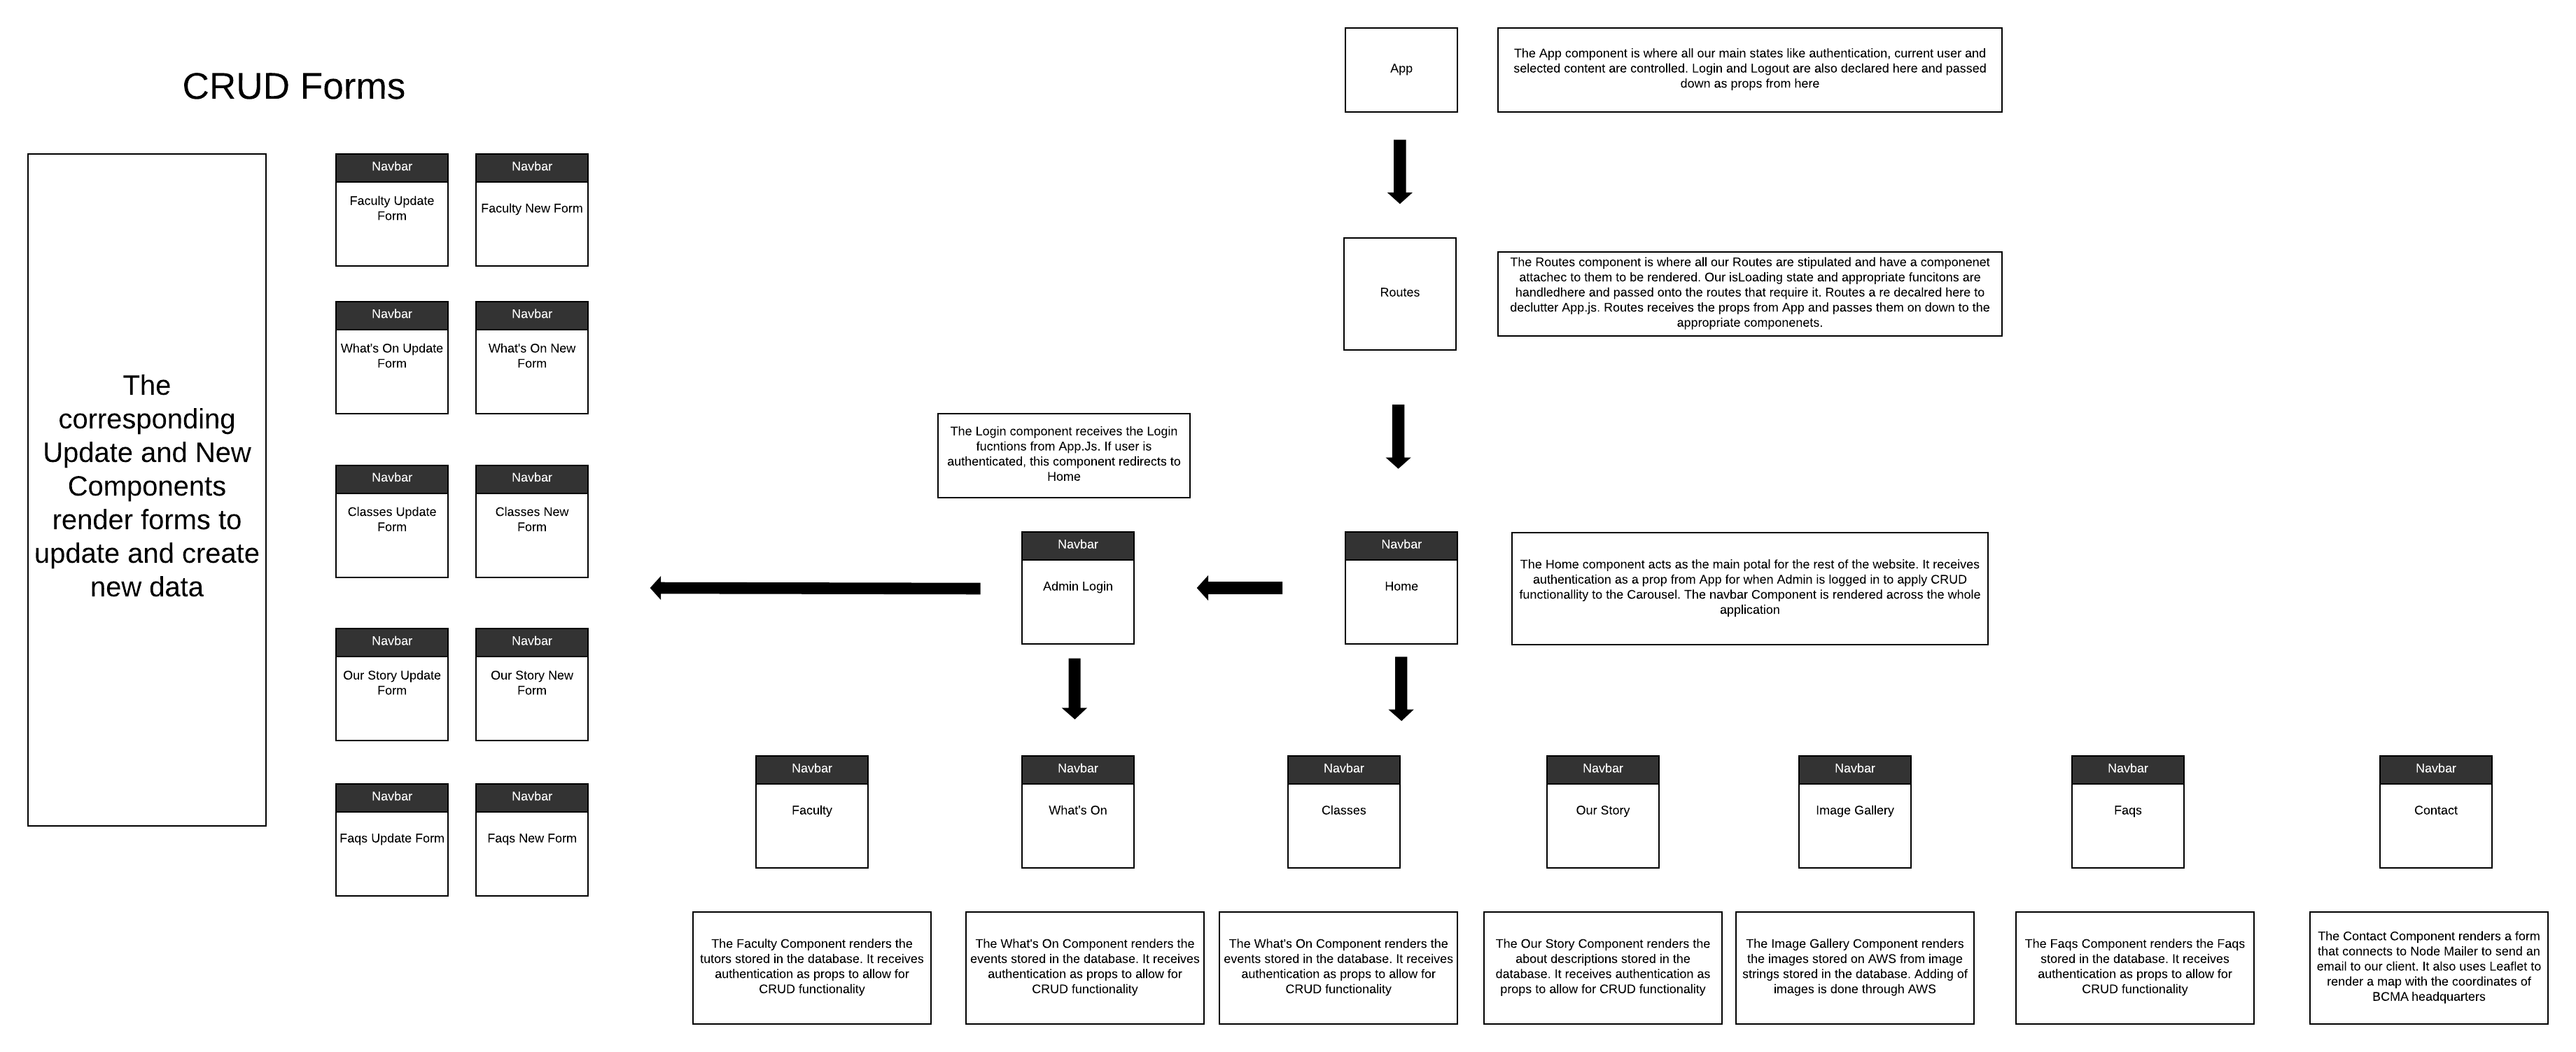 CRUD Forms
The
corresponding
Update and New
Components
render forms to
update and create
new data
Navbar
Faculty Update
Form
Navbar
Faculty New Form
Navbar
What's On Update
Form
Navbar
What's On New
Form
Navbar
Classes Update
Form
Navbar
Classes New
Form
Navbar
Our Story Update
Form
Navbar
Our Story New
Form
Navbar
Faqs Update Form
Navbar
Faqs New Form
App
The App component is where all our main states like authentication, current user and
selected content are controlled. Login and Logout are also declared here and passed
down as props from here
Routes
The Routes component is where all our Routes are stipulated and have a componenet
attachec to them to be rendered. Our isLoading state and appropriate funcitons are
handledhere and passed onto the routes that require it. Routes a re decalred here to
declutter App.js. Routes receives the props from App and passes them on down to the
appropriate componenets.
The Login component receives the Login
fucntions from App.Js. If user is
authenticated, this component redirects to
Home
Navbar
Admin Login
Navbar
Home
The Home component acts as the main potal for the rest of the website. It receives
authentication as a prop from App for when Admin is logged in to apply CRUD
functionallity to the Carousel. The navbar Component is rendered across the whole
application
Navbar
Faculty
Navbar
What's On
Navbar
Classes
Navbar
Our Story
Navbar
Image Gallery
Navbar
Faqs
Navbar
Contact
The Faculty Component renders the
tutors stored in the database. It receives
authentication as props to allow for
CRUD functionality
The What's On Component renders the
events stored in the database. It receives
authentication as props to allow for
CRUD functionality
The What's On Component renders the
events stored in the database. It receives
authentication as props to allow for
CRUD functionality
The Our Story Component renders the
about descriptions stored in the
database. It receives authentication as
props to allow for CRUD functionality
The Image Gallery Component renders
the images stored on AWS from image
strings stored in the database. Adding of
images is done through AWS
The Faqs Component renders the Faqs
stored in the database. It receives
authentication as props to allow for
CRUD functionality
The Contact Component renders a form
that connects to Node Mailer to send an
email to our client. It also uses Leaflet to
render a map with the coordinates of
BCMA headquarters